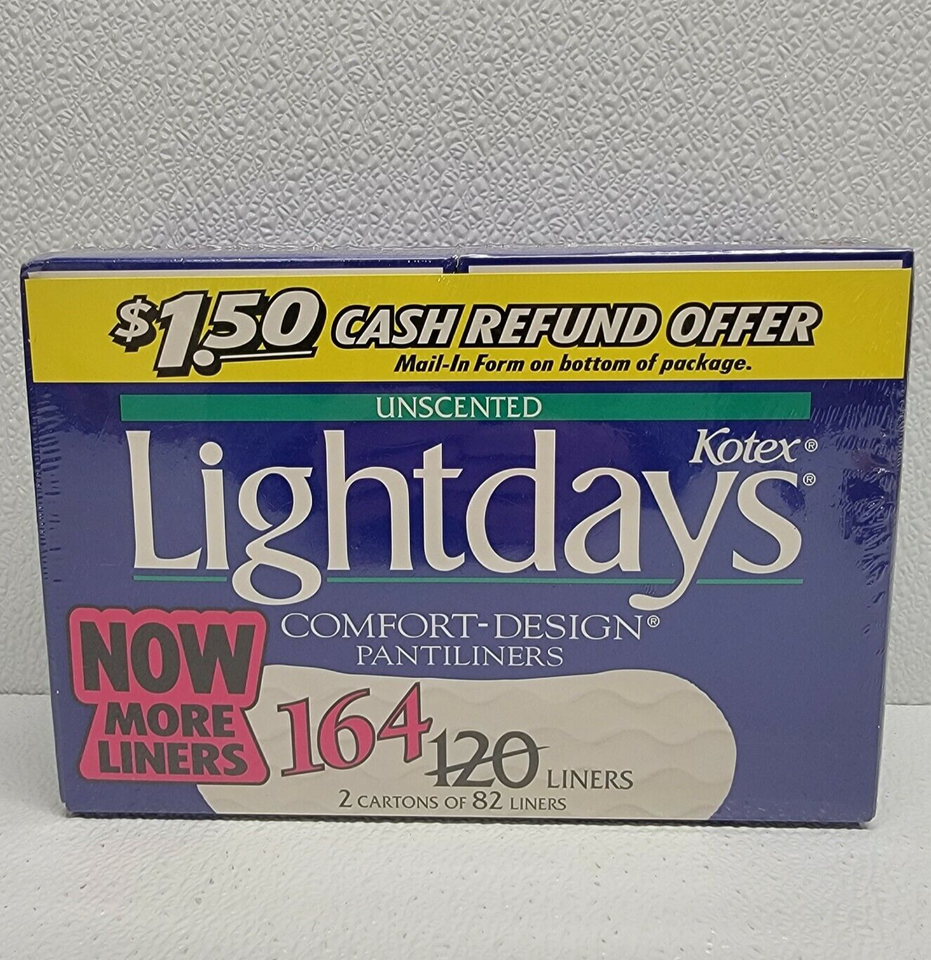 $1.50 CASH REFUND OFFER
Mail-In Form on bottom of package.
UNSCENTED
Kotex®
Lightdays®
COMFORT-DESIGN®
PANTILINERS
NOW
MORE
LINERS
164
120 LINERS
2 CARTONS OF 82 LINERS